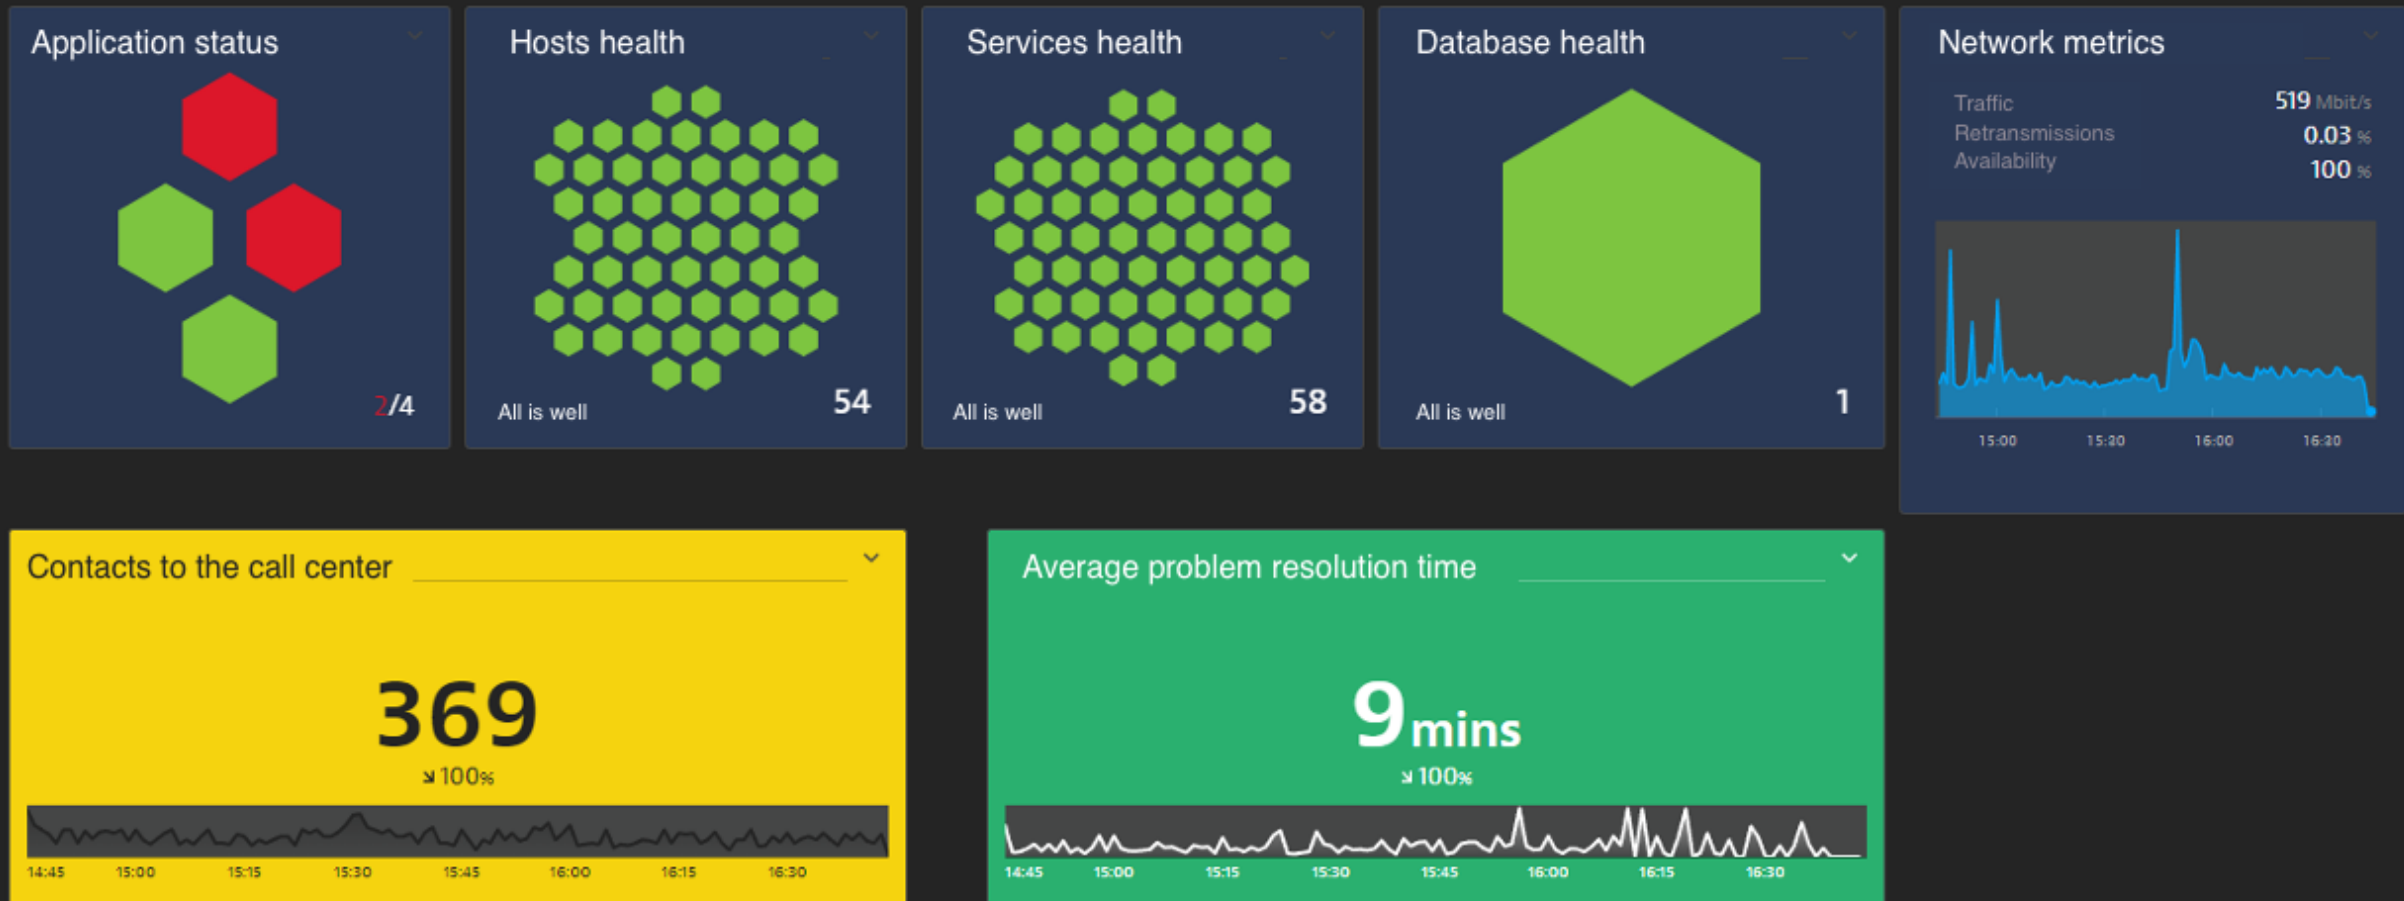 Application status
2/4
Hosts health
All is well
54
Services health
All is well
58
Database health
All is well
1
Network metrics
Traffic 519 Mbit/s
Retransmissions 0.03 %
Availability 100 %
15:00 15:30 16:00 16:30
Contacts to the call center
369
100%
14:45 15:00 15:15 15:30 15:45 16:00 16:15 16:30
Average problem resolution time
9 mins
100%
14:45 15:00 15:15 15:30 15:45 16:00 16:15 16:30